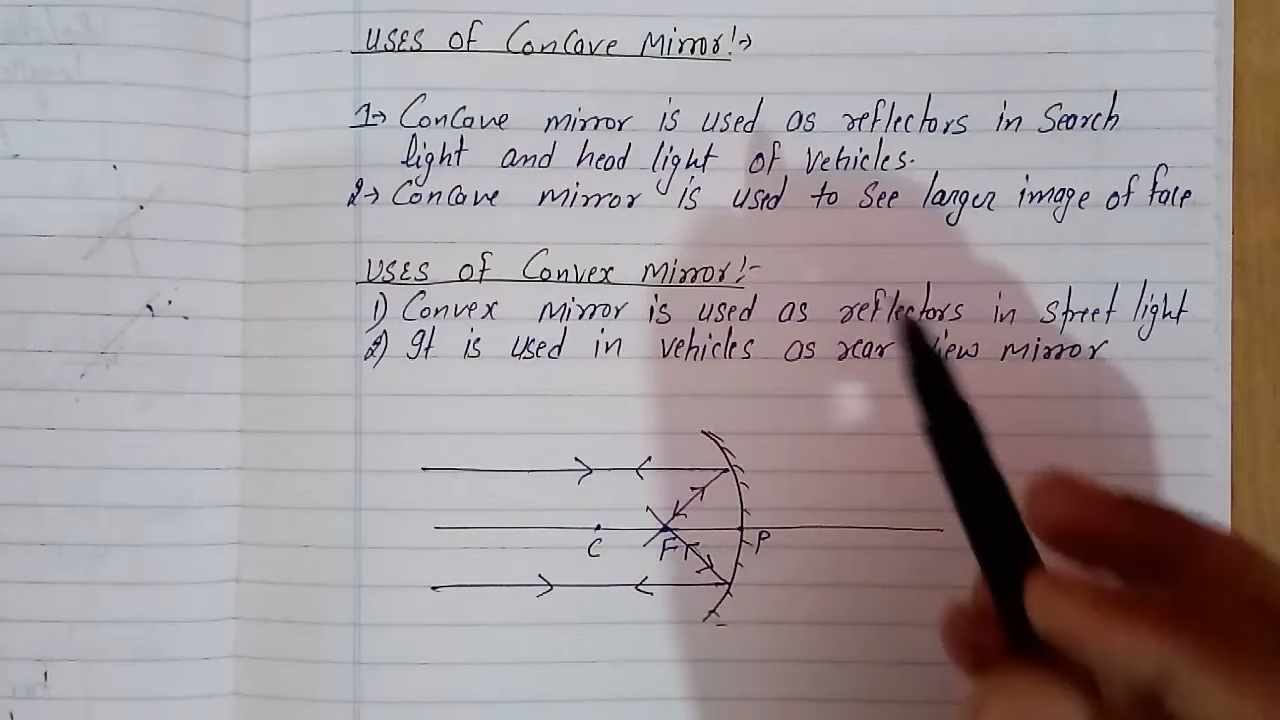 USES of Concave Mirror!→
1→ Concave mirror is used as reflectors in Search
light and head light of vehicles.
2→ Concave mirror is used to See larger image of face
USES of Convex Mirror!-
1) Convex mirror is used as reflectors in street light
2) It is used in vehicles as rear view mirror
C F P